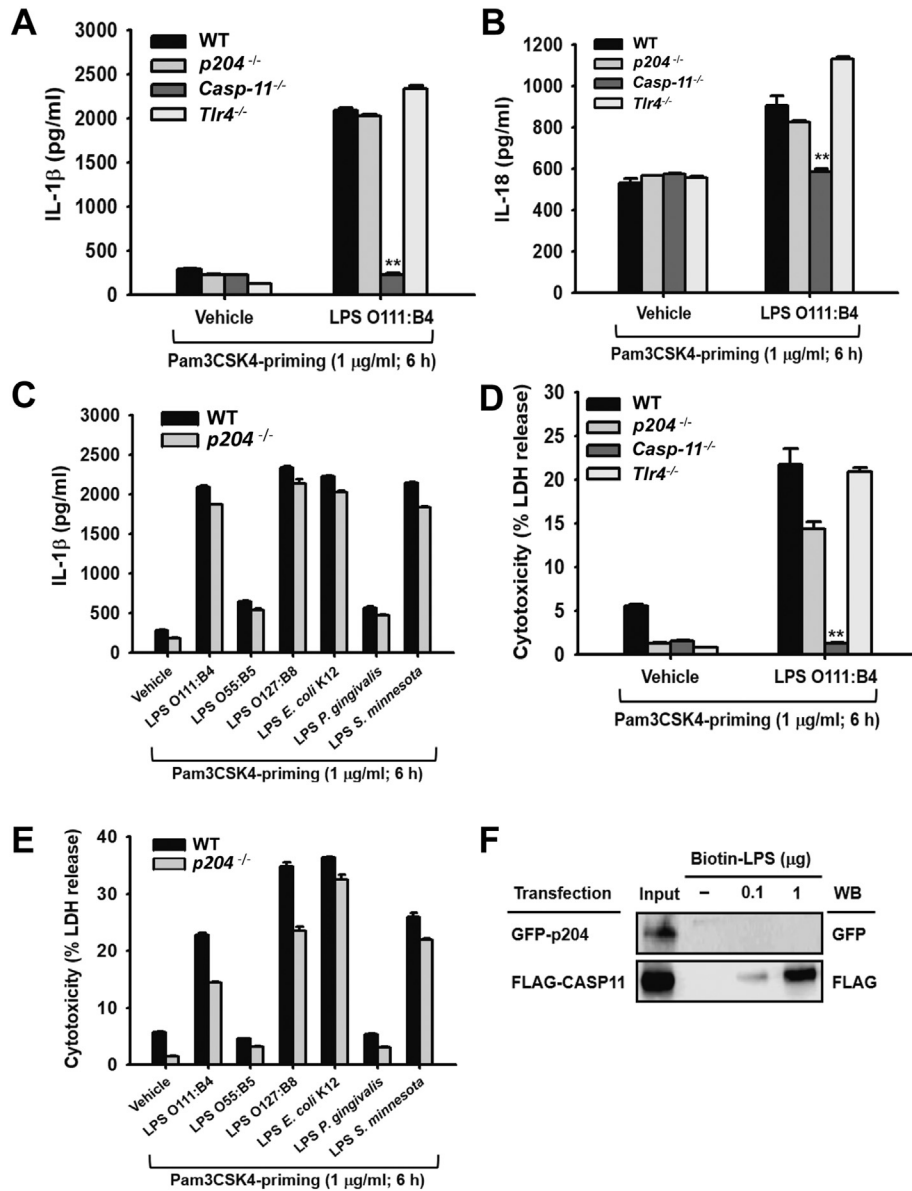 A
3000
2500
2000
1500
1000
500
0
IL-1β (pg/ml)
WT
p204 -/-
Casp-11-/-
Tlr4-/-
**
Vehicle
LPS O111:B4
Pam3CSK4-priming (1 μg/ml; 6 h)
B
1200
1000
800
600
400
200
0
IL-18 (pg/ml)
WT
p204-/-
Casp-11-/-
Tlr4-/-
**
Vehicle
LPS O111:B4
Pam3CSK4-priming (1 μg/ml; 6 h)
C
3000
2500
2000
1500
1000
500
0
IL-1β (pg/ml)
WT
p204 -/-
Vehicle
LPS O111:B4
LPS O55:B5
LPS O127:B8
LPS E. coli K12
LPS P. gingivalis
LPS S. minnesota
Pam3CSK4-priming (1 μg/ml; 6 h)
D
30
25
20
15
10
5
0
Cytotoxicity (% LDH release)
WT
p204-/-
Casp-11-/-
Tlr4-/-
**
Vehicle
LPS O111:B4
Pam3CSK4-priming (1 μg/ml; 6 h)
E
40
30
20
10
0
Cytotoxicity (% LDH release)
WT
p204 -/-
Vehicle
LPS O111:B4
LPS O55:B5
LPS O127:B8
LPS E. coli K12
LPS P. gingivalis
LPS S. minnesota
Pam3CSK4-priming (1 μg/ml; 6 h)
F
Biotin-LPS (μg)
Transfection Input – 0.1 1 WB
GFP-p204 GFP
FLAG-CASP11 FLAG